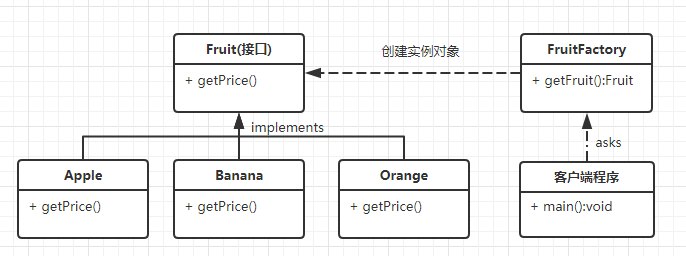 Fruit(接口)
+ getPrice()
创建实例对象
FruitFactory
+ getFruit():Fruit
implements
asks
Apple
+ getPrice()
Banana
+ getPrice()
Orange
+ getPrice()
客户端程序
+ main():void